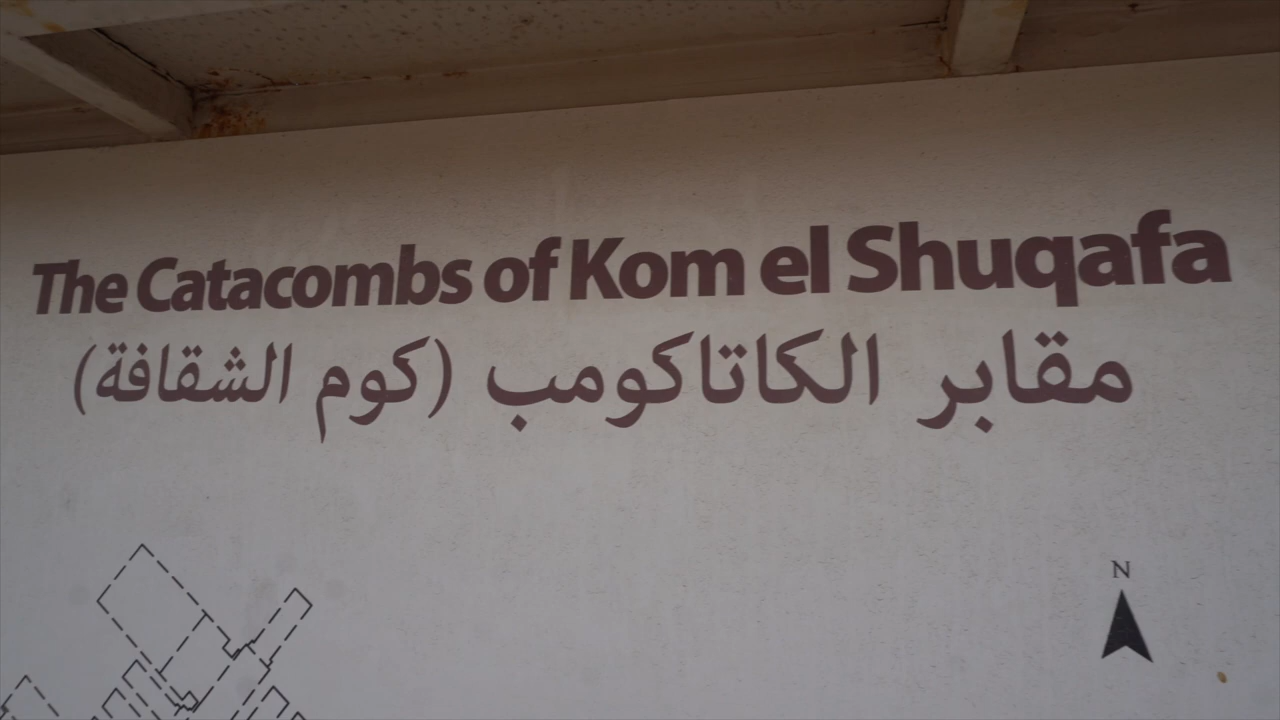 The Catacombs of Kom el Shuqafa
مقابر الكاتاكومب (كوم الشقافة)
N